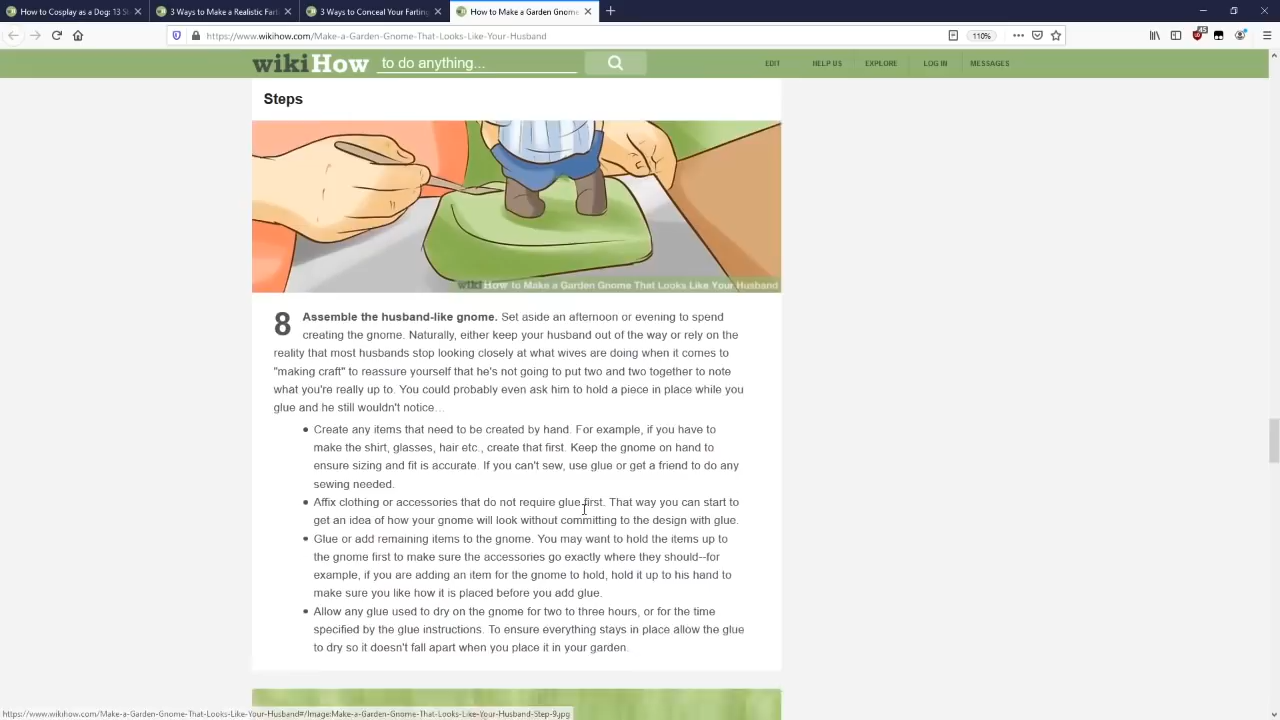 How to Cosplay as a Dog: 13 St
3 Ways to Make a Realistic Fart
3 Ways to Conceal Your Farting
How to Make a Garden Gnome
https://www.wikihow.com/Make-a-Garden-Gnome-That-Looks-Like-Your-Husband
110%
wikiHow to do anything...
EDIT HELP US EXPLORE LOG IN MESSAGES
Steps
wikiHow to Make a Garden Gnome That Looks Like Your Husband
8 Assemble the husband-like gnome. Set aside an afternoon or evening to spend
creating the gnome. Naturally, either keep your husband out of the way or rely on the
reality that most husbands stop looking closely at what wives are doing when it comes to
"making craft" to reassure yourself that he's not going to put two and two together to note
what you're really up to. You could probably even ask him to hold a piece in place while you
glue and he still wouldn't notice…
• Create any items that need to be created by hand. For example, if you have to
make the shirt, glasses, hair etc., create that first. Keep the gnome on hand to
ensure sizing and fit is accurate. If you can't sew, use glue or get a friend to do any
sewing needed.
• Affix clothing or accessories that do not require glue first. That way you can start to
get an idea of how your gnome will look without committing to the design with glue.
• Glue or add remaining items to the gnome. You may want to hold the items up to
the gnome first to make sure the accessories go exactly where they should--for
example, if you are adding an item for the gnome to hold, hold it up to his hand to
make sure you like how it is placed before you add glue.
• Allow any glue used to dry on the gnome for two to three hours, or for the time
specified by the glue instructions. To ensure everything stays in place allow the glue
to dry so it doesn't fall apart when you place it in your garden.
https://www.wikihow.com/Make-a-Garden-Gnome-That-Looks-Like-Your-Husband#/Image:Make-a-Garden-Gnome-That-Looks-Like-Your-Husband-Step-9.jpg